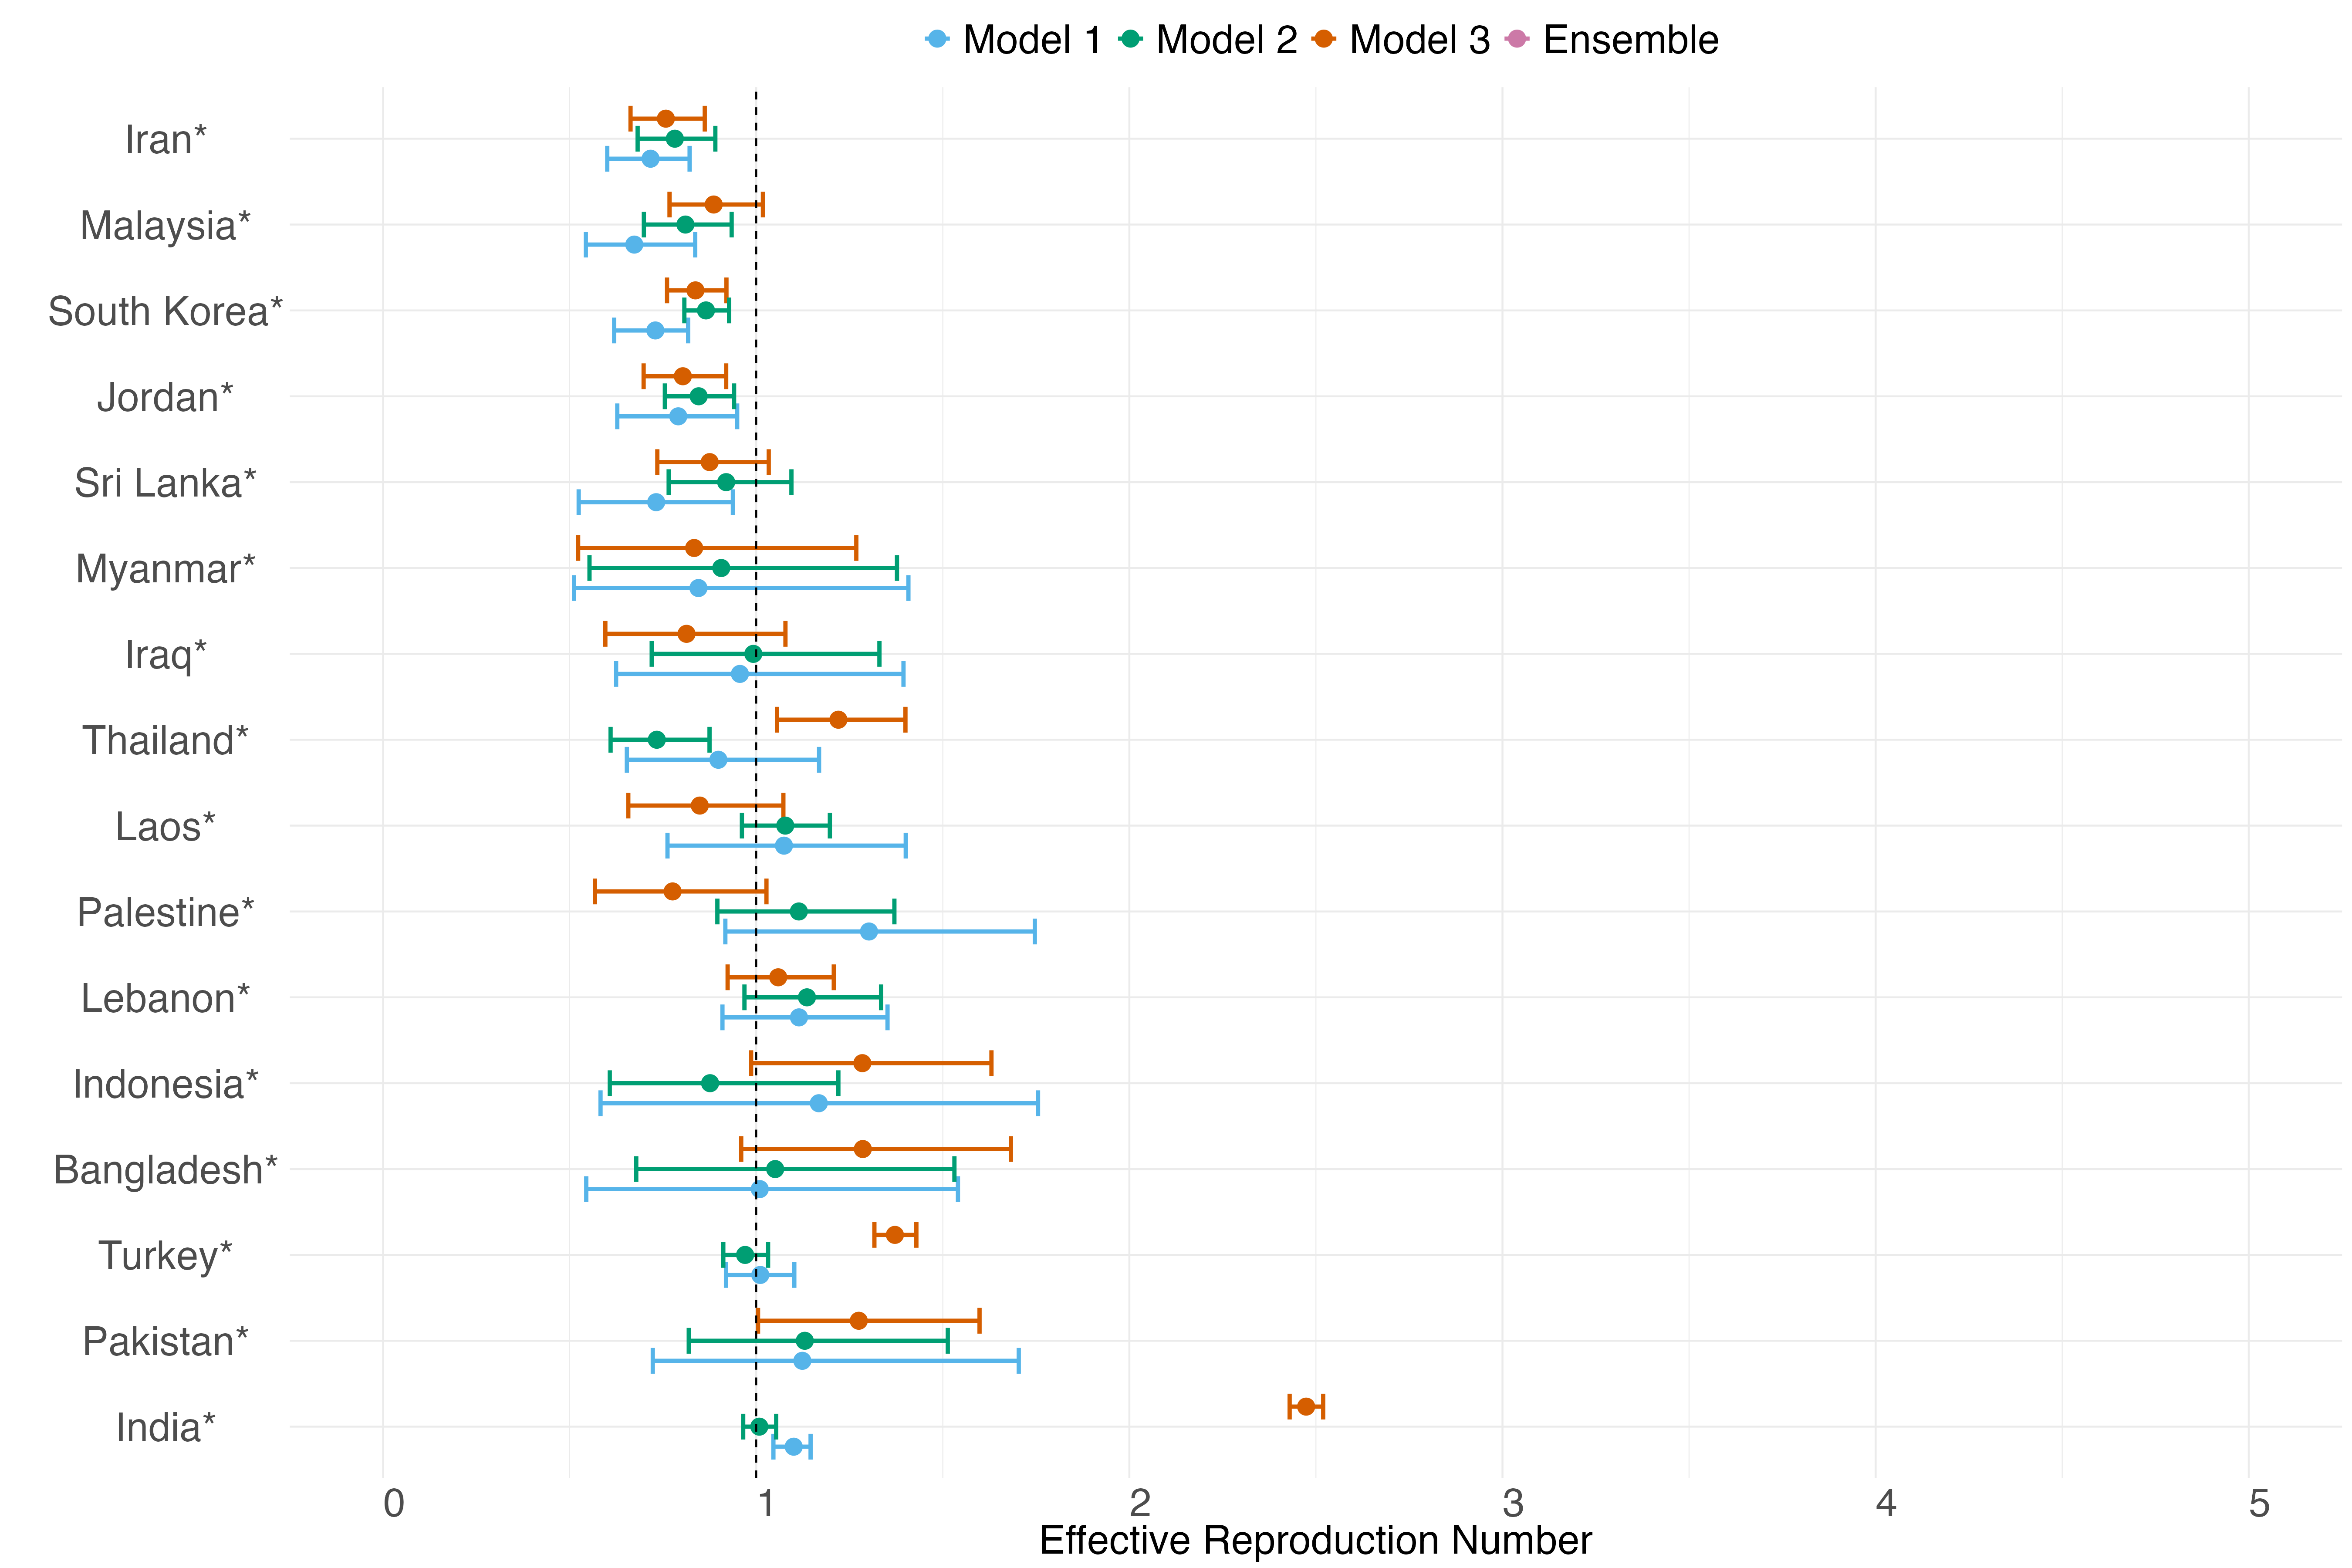 Model 1 Model 2 Model 3 Ensemble
Iran*
Malaysia*
South Korea*
Jordan*
Sri Lanka*
Myanmar*
Iraq*
Thailand*
Laos*
Palestine*
Lebanon*
Indonesia*
Bangladesh*
Turkey*
Pakistan*
India*
0 1 2 3 4 5
Effective Reproduction Number